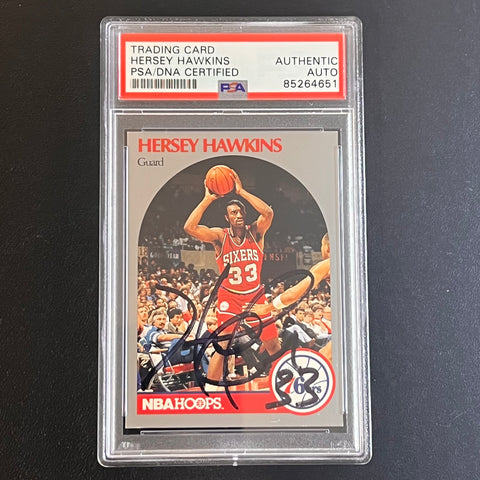 TRADING CARD
HERSEY HAWKINS
PSA/DNA CERTIFIED
AUTHENTIC
AUTO
85264651
PSA
HERSEY HAWKINS
Guard
SIXERS
33
33
76ers
NBA HOOPS